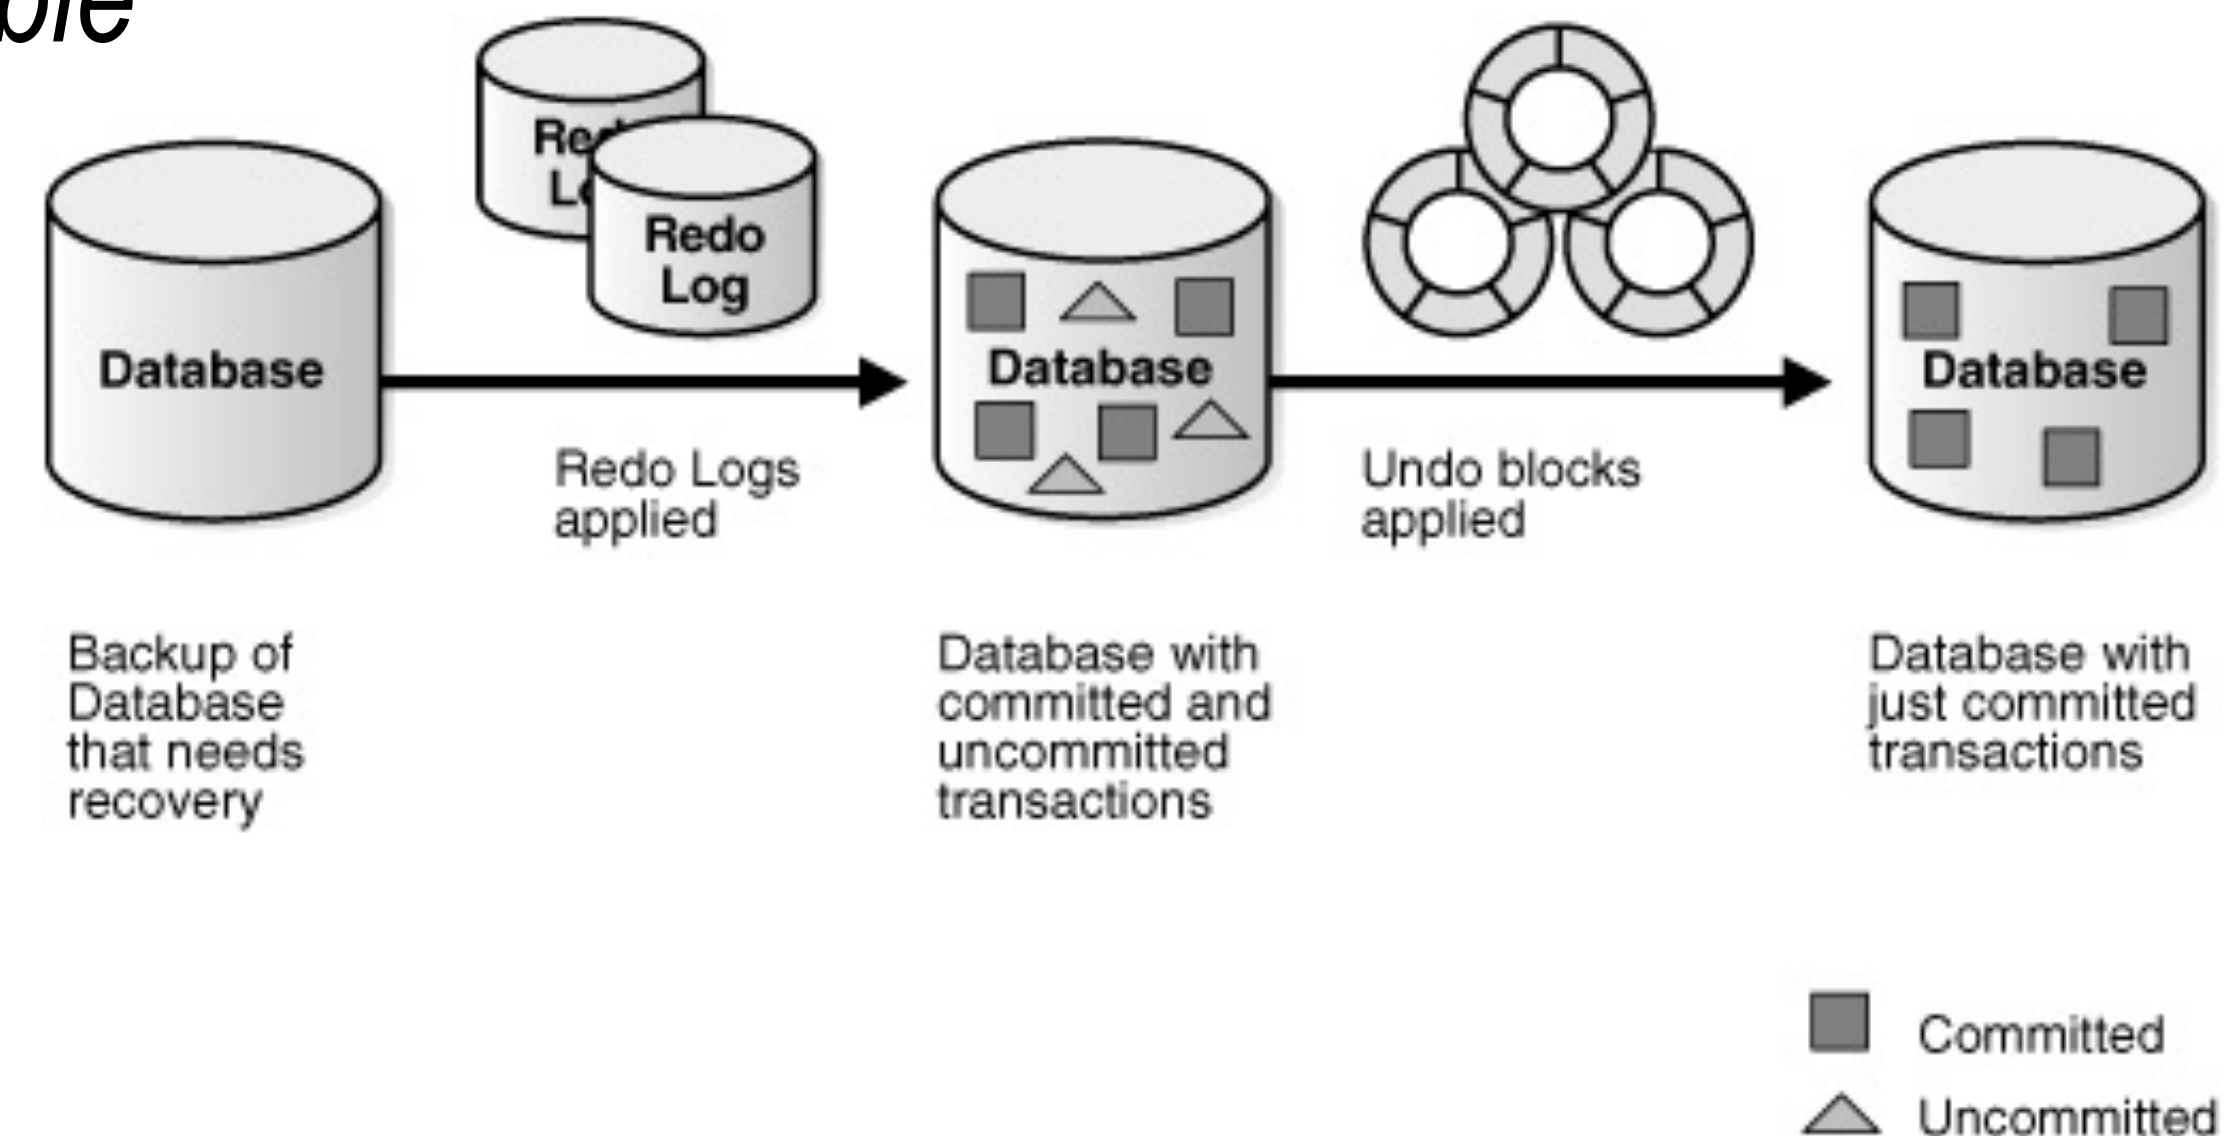 Redo
Log
Database
Database
Database
Redo Logs
applied
Undo blocks
applied
Backup of
Database
that needs
recovery
Database with
committed and
uncommitted
transactions
Database with
just committed
transactions
Committed
Uncommitted